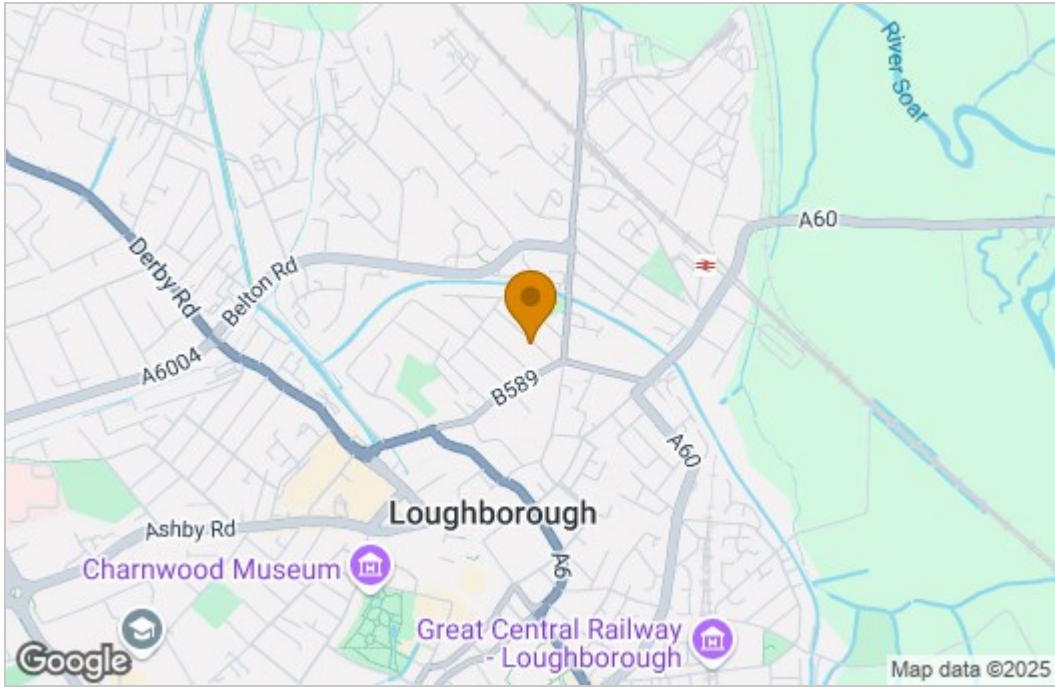 River Soar
A60
Derby Rd
Belton Rd
A6004
B589
A60
Loughborough
Ashby Rd
Charnwood Museum
A6
Great Central Railway
- Loughborough
Google
Map data ©2025